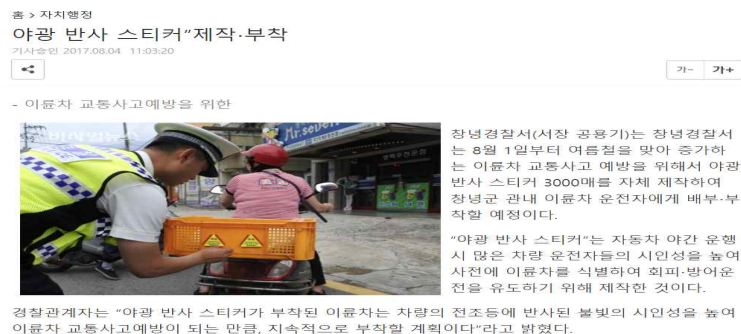 홈 > 자치행정
야광 반사 스티커”제작·부착
기사승인 2017.08.04 11:03:20
가- 가+
- 이륜차 교통사고예방을 위한
Mr.seven
창녕경찰서(서장 공용기)는 창녕경찰서
는 8월 1일부터 여름철을 맞아 증가하
는 이륜차 교통사고 예방을 위해서 야광
반사 스티커 3000매를 자체 제작하여
창녕군 관내 이륜차 운전자에게 배부·부
착할 예정이다.
“야광 반사 스티커”는 자동차 야간 운행
시 많은 차량 운전자들의 시인성을 높여
사전에 이륜차를 식별하여 회피·방어운
전을 유도하기 위해 제작한 것이다.
경찰관계자는 “야광 반사 스티커가 부착된 이륜차는 차량의 전조등에 반사된 불빛의 시인성을 높여
이륜차 교통사고예방이 되는 만큼, 지속적으로 부착할 계획이다”라고 밝혔다.